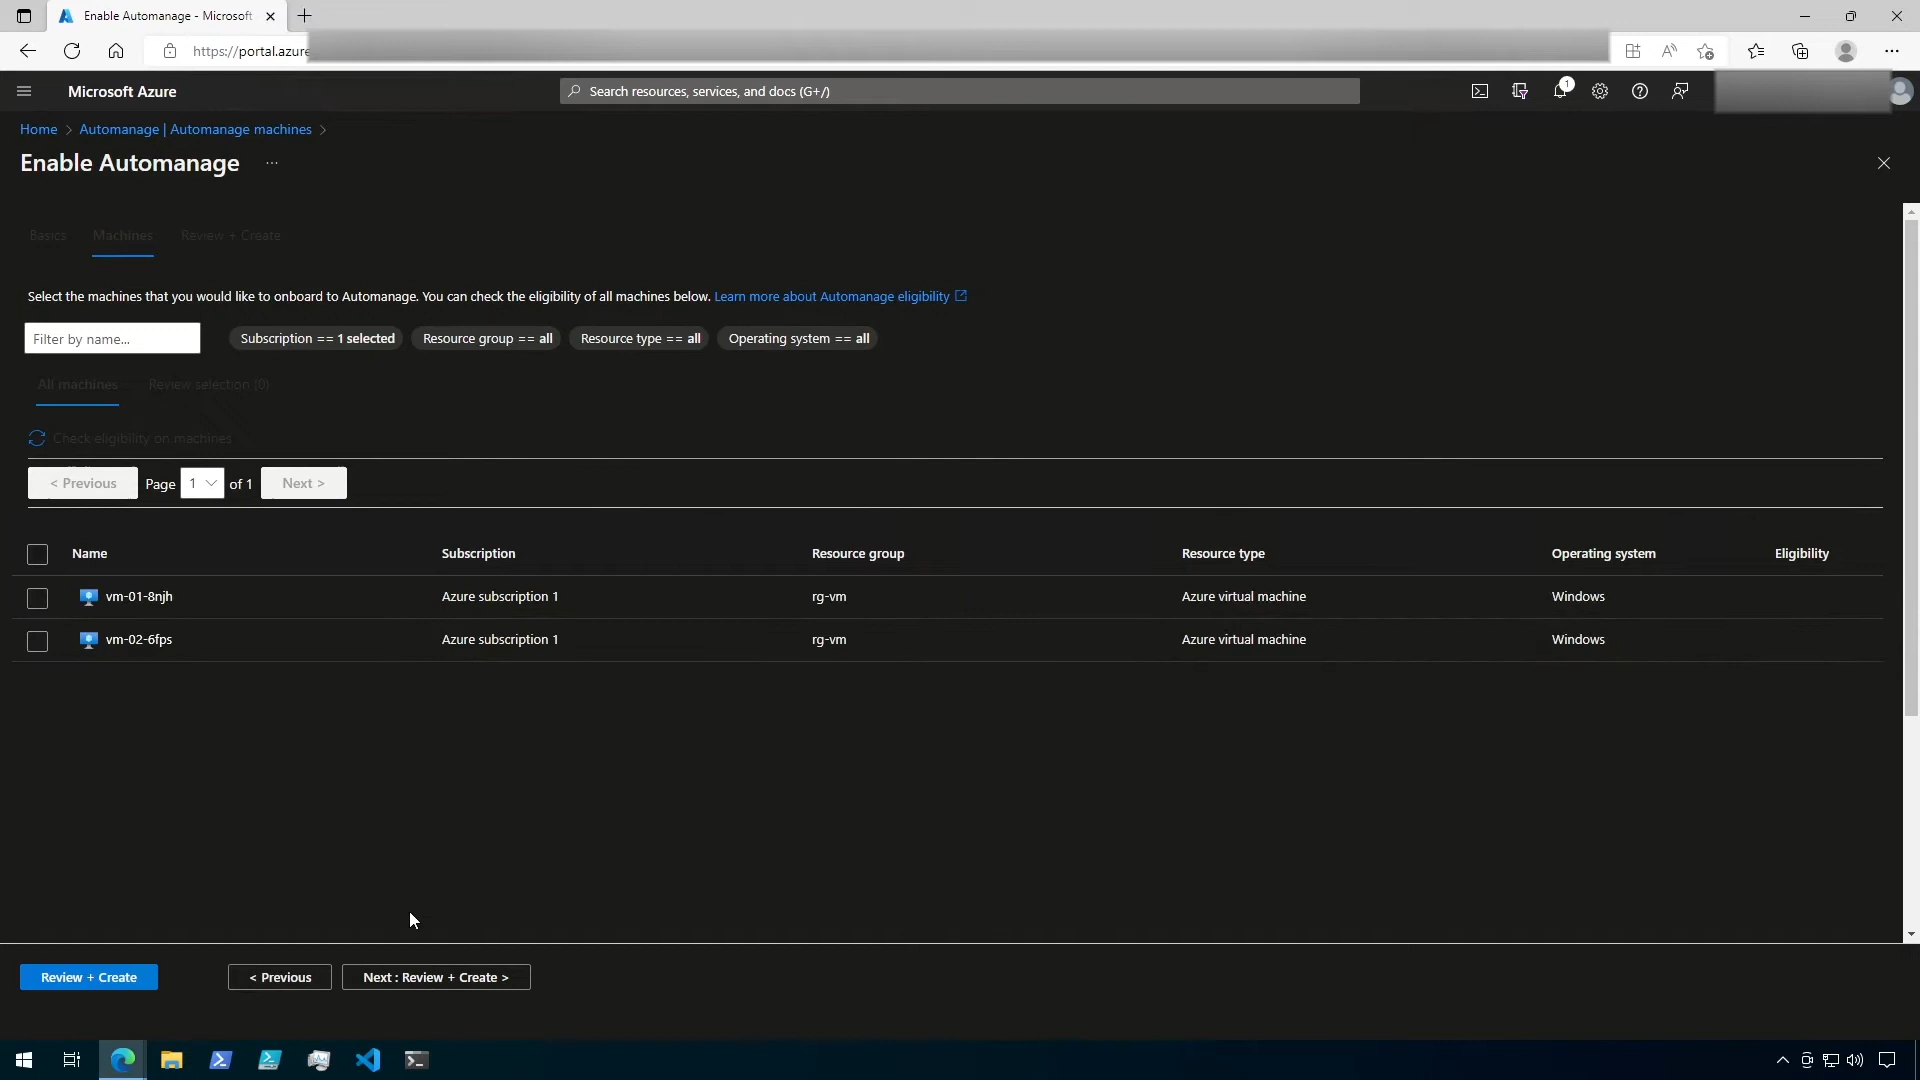 Enable Automanage - Microsoft
https://portal.azure
Microsoft Azure
Search resources, services, and docs (G+/)
1
Home > Automanage | Automanage machines >
Enable Automanage ...
Basics Machines Review + Create
Select the machines that you would like to onboard to Automanage. You can check the eligibility of all machines below. Learn more about Automanage eligibility
Filter by name... Subscription == 1 selected Resource group == all Resource type == all Operating system == all
All machines Review selection (0)
Check eligibility on machines
< Previous Page 1 of 1 Next >
Name Subscription Resource group Resource type Operating system Eligibility
vm-01-8njh Azure subscription 1 rg-vm Azure virtual machine Windows
vm-02-6fps Azure subscription 1 rg-vm Azure virtual machine Windows
Review + Create < Previous Next : Review + Create >